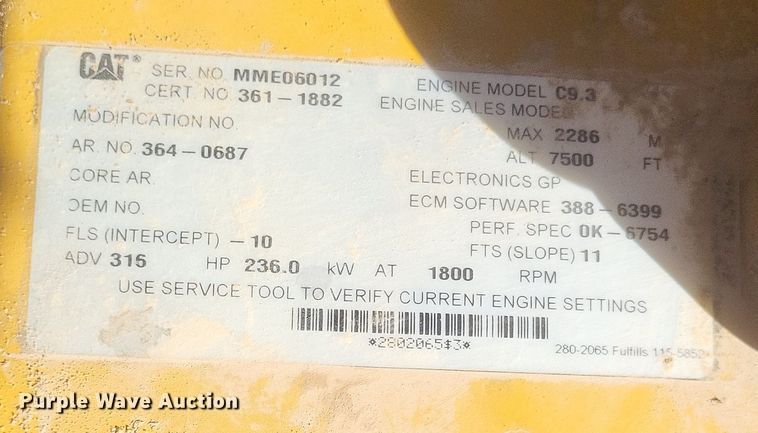 CAT® SER. NO. MME06012 ENGINE MODEL C9.3
CERT. NO. 361-1882 ENGINE SALES MODEL
MODIFICATION NO. MAX 2286 M
AR. NO. 364-0687 ALT 7500 FT
CORE AR. ELECTRONICS GP
OEM NO. ECM SOFTWARE 388-6399
PERF. SPEC 0K-6754
FLS (INTERCEPT) -10 FTS (SLOPE) 11
ADV 315 HP 236.0 kW AT 1800 RPM
USE SERVICE TOOL TO VERIFY CURRENT ENGINE SETTINGS
*2802065$3*
280-2065 Fulfills 115-5852
Purple Wave Auction